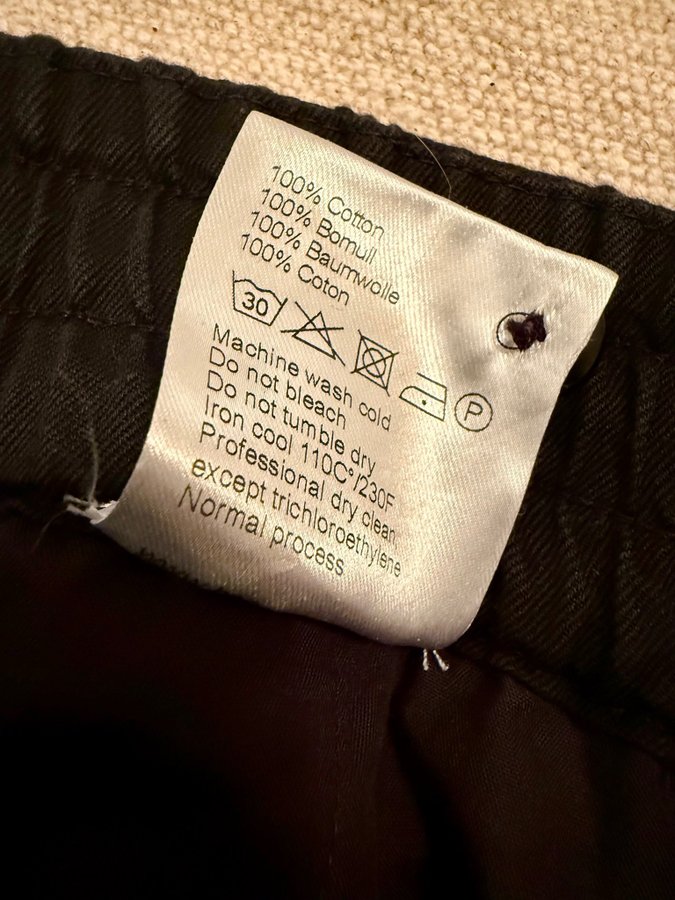 100% Cotton
100% Bomull
100% Baumwolle
100% Coton
30 P
Machine wash cold
Do not bleach
Do not tumble dry
Iron cool 110C°/230F
Professional dry clean
except trichloroethylene
Normal process